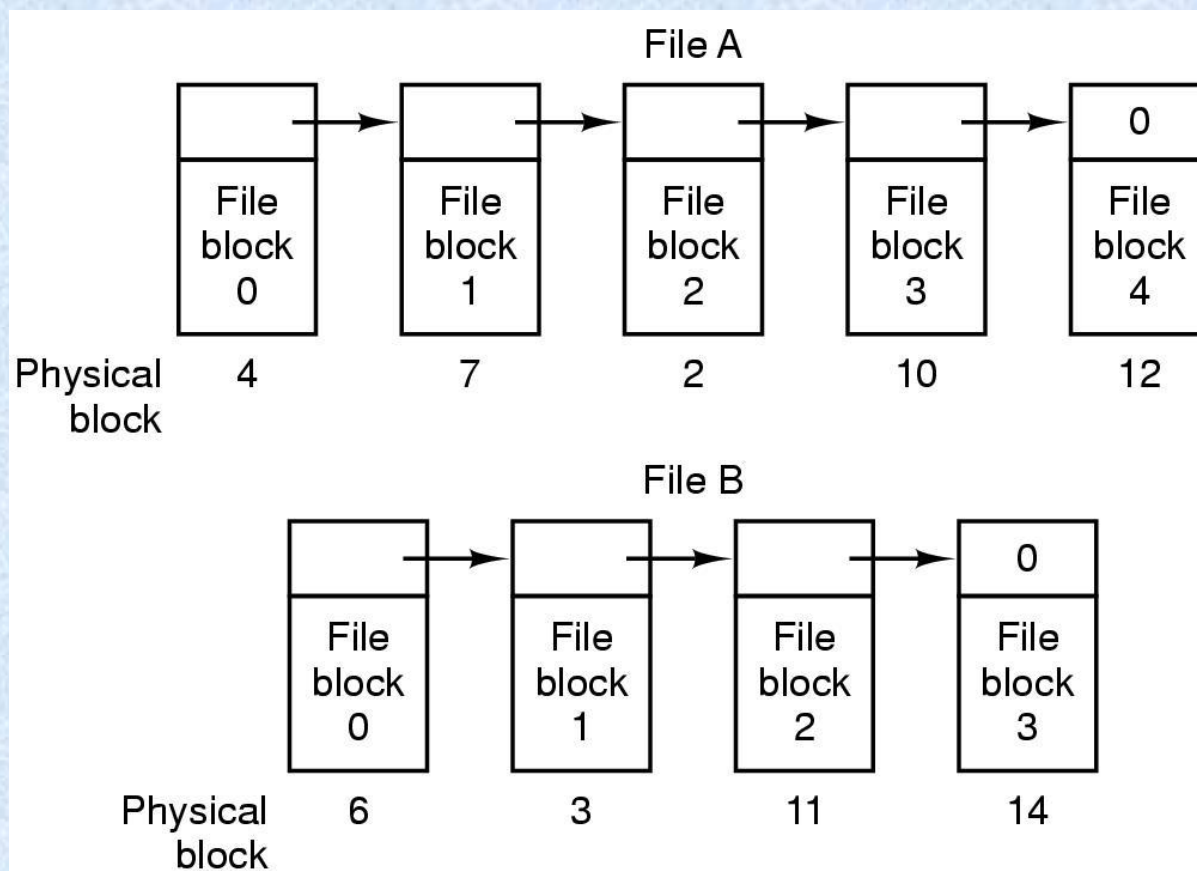 File A
0
File File File File File
block block block block block
0 1 2 3 4
Physical 4 7 2 10 12
block
File B
0
File File File File
block block block block
0 1 2 3
Physical 6 3 11 14
block